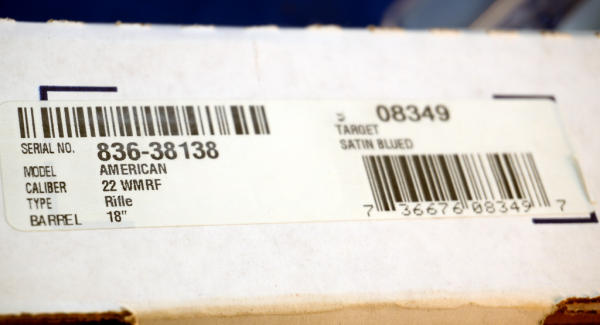 SERIAL NO. 836-38138
MODEL AMERICAN
CALIBER 22 WMRF
TYPE Rifle
BARREL 18"
08349
TARGET
SATIN BLUED
7 36676 08349 7